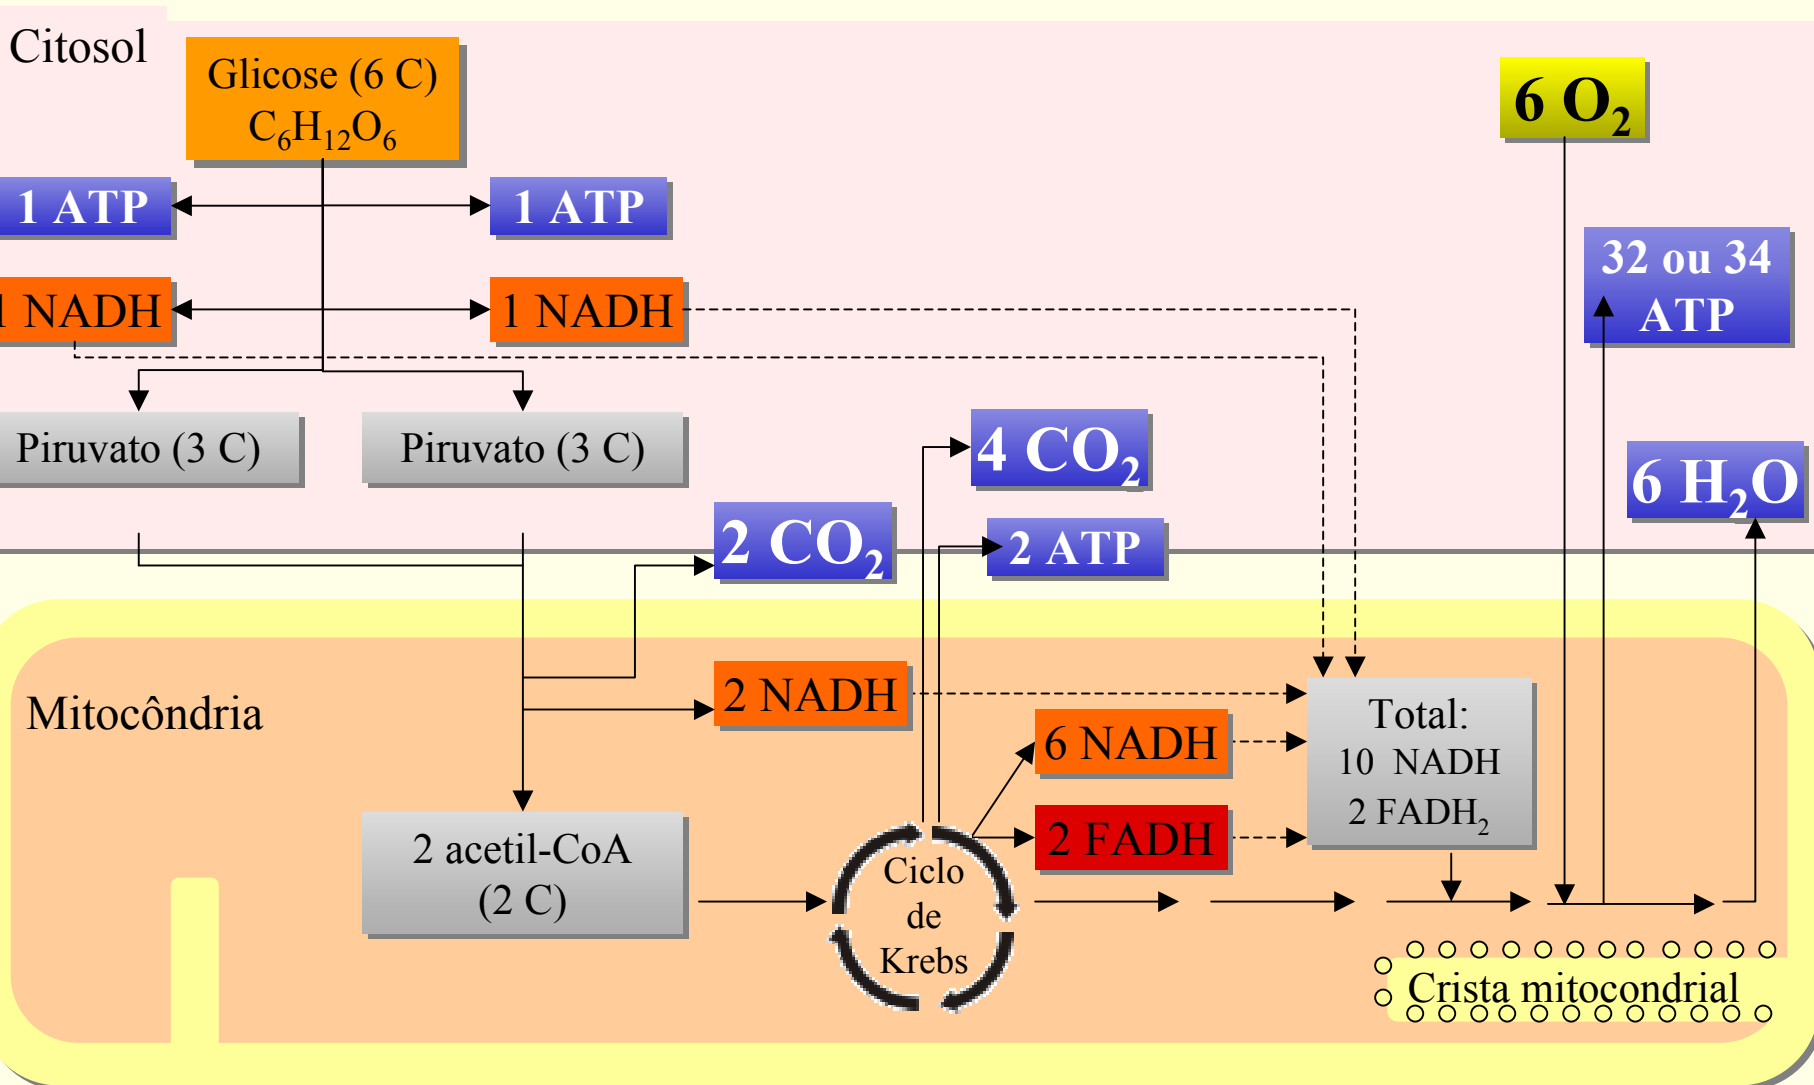 Citosol
Glicose (6 C)
C₆H₁₂O₆
6 O₂
1 ATP
1 ATP
32 ou 34
ATP
1 NADH
1 NADH
Piruvato (3 C)
Piruvato (3 C)
4 CO₂
6 H₂O
2 CO₂
2 ATP
Mitocôndria
2 NADH
6 NADH
2 FADH
Total:
10 NADH
2 FADH₂
2 acetil-CoA
(2 C)
Ciclo
de
Krebs
Crista mitocondrial